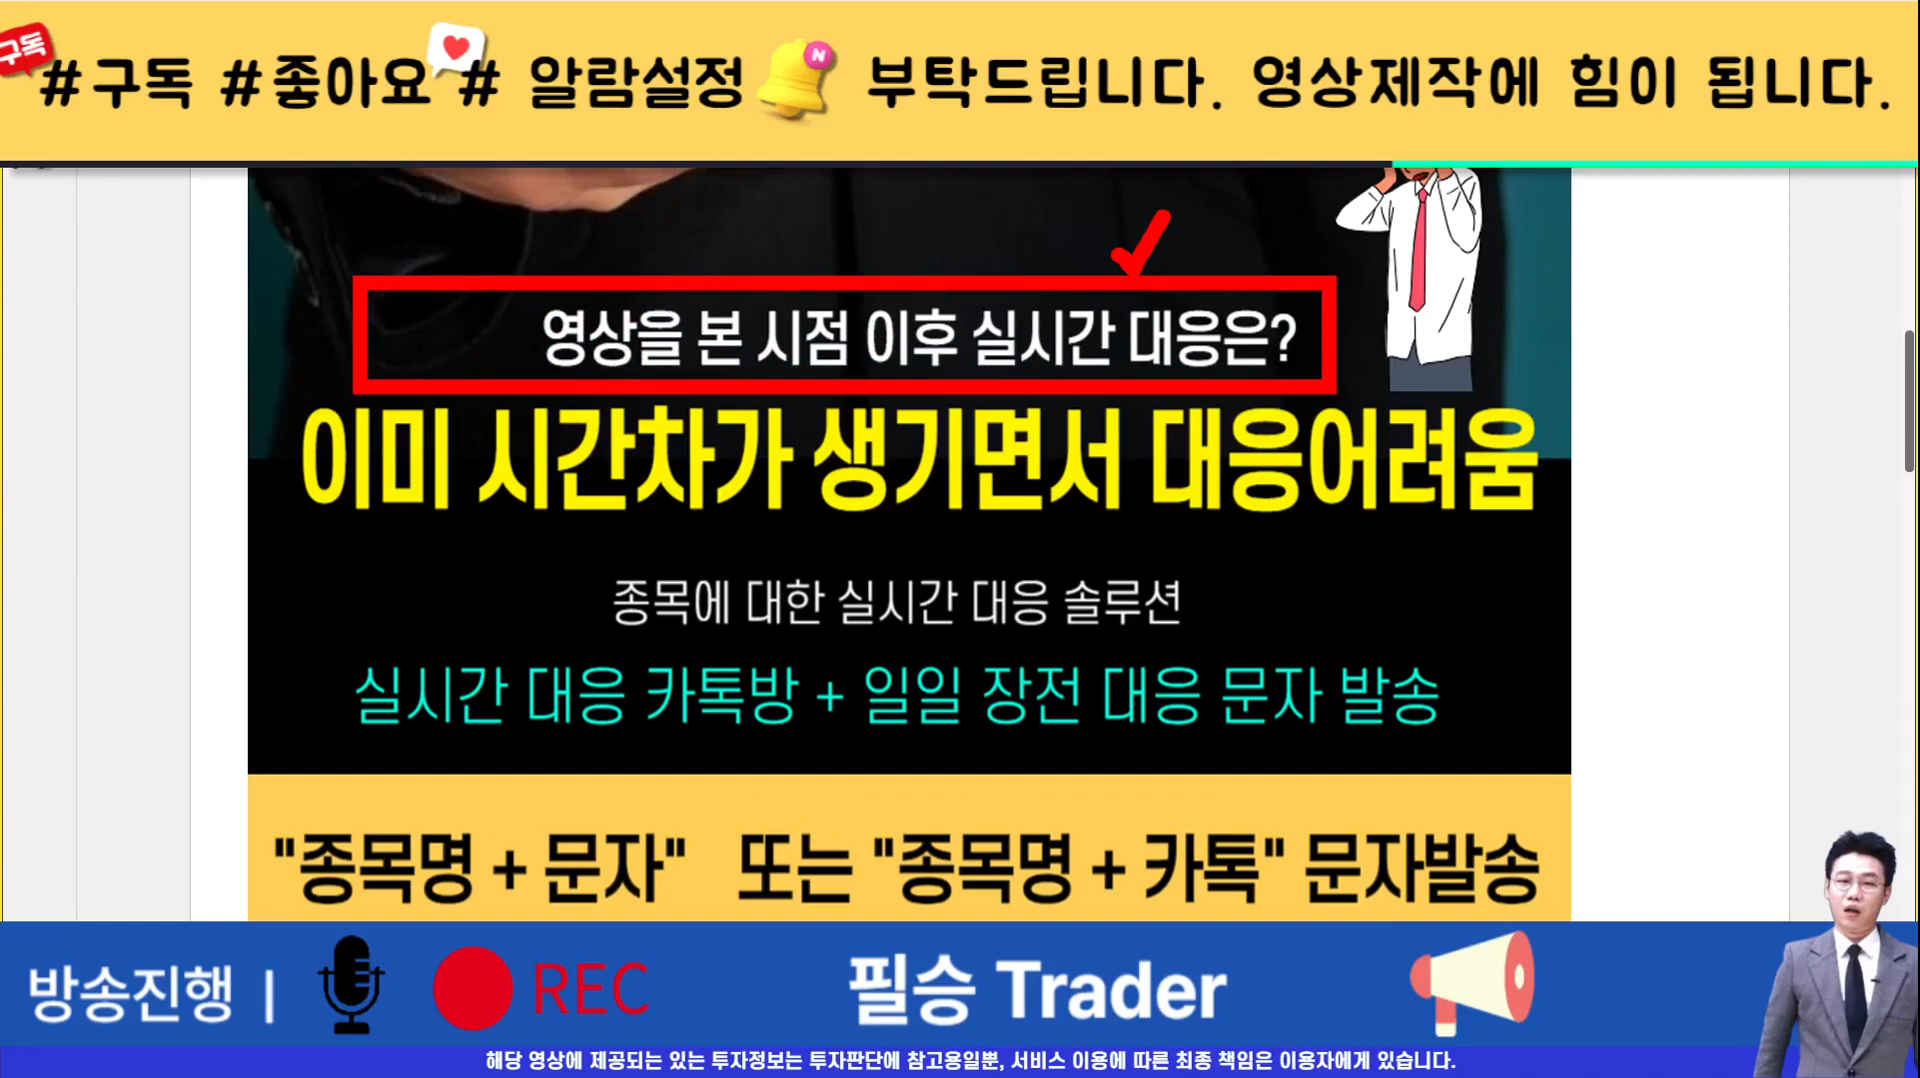 구독
#구독 #좋아요 # 알람설정 N 부탁드립니다. 영상제작에 힘이 됩니다.
영상을 본 시점 이후 실시간 대응은?
이미 시간차가 생기면서 대응어려움
종목에 대한 실시간 대응 솔루션
실시간 대응 카톡방 + 일일 장전 대응 문자 발송
"종목명 + 문자" 또는 "종목명 + 카톡" 문자발송
방송진행 | REC 필승 Trader
해당 영상에 제공되는 있는 투자정보는 투자판단에 참고용일뿐, 서비스 이용에 따른 최종 책임은 이용자에게 있습니다.